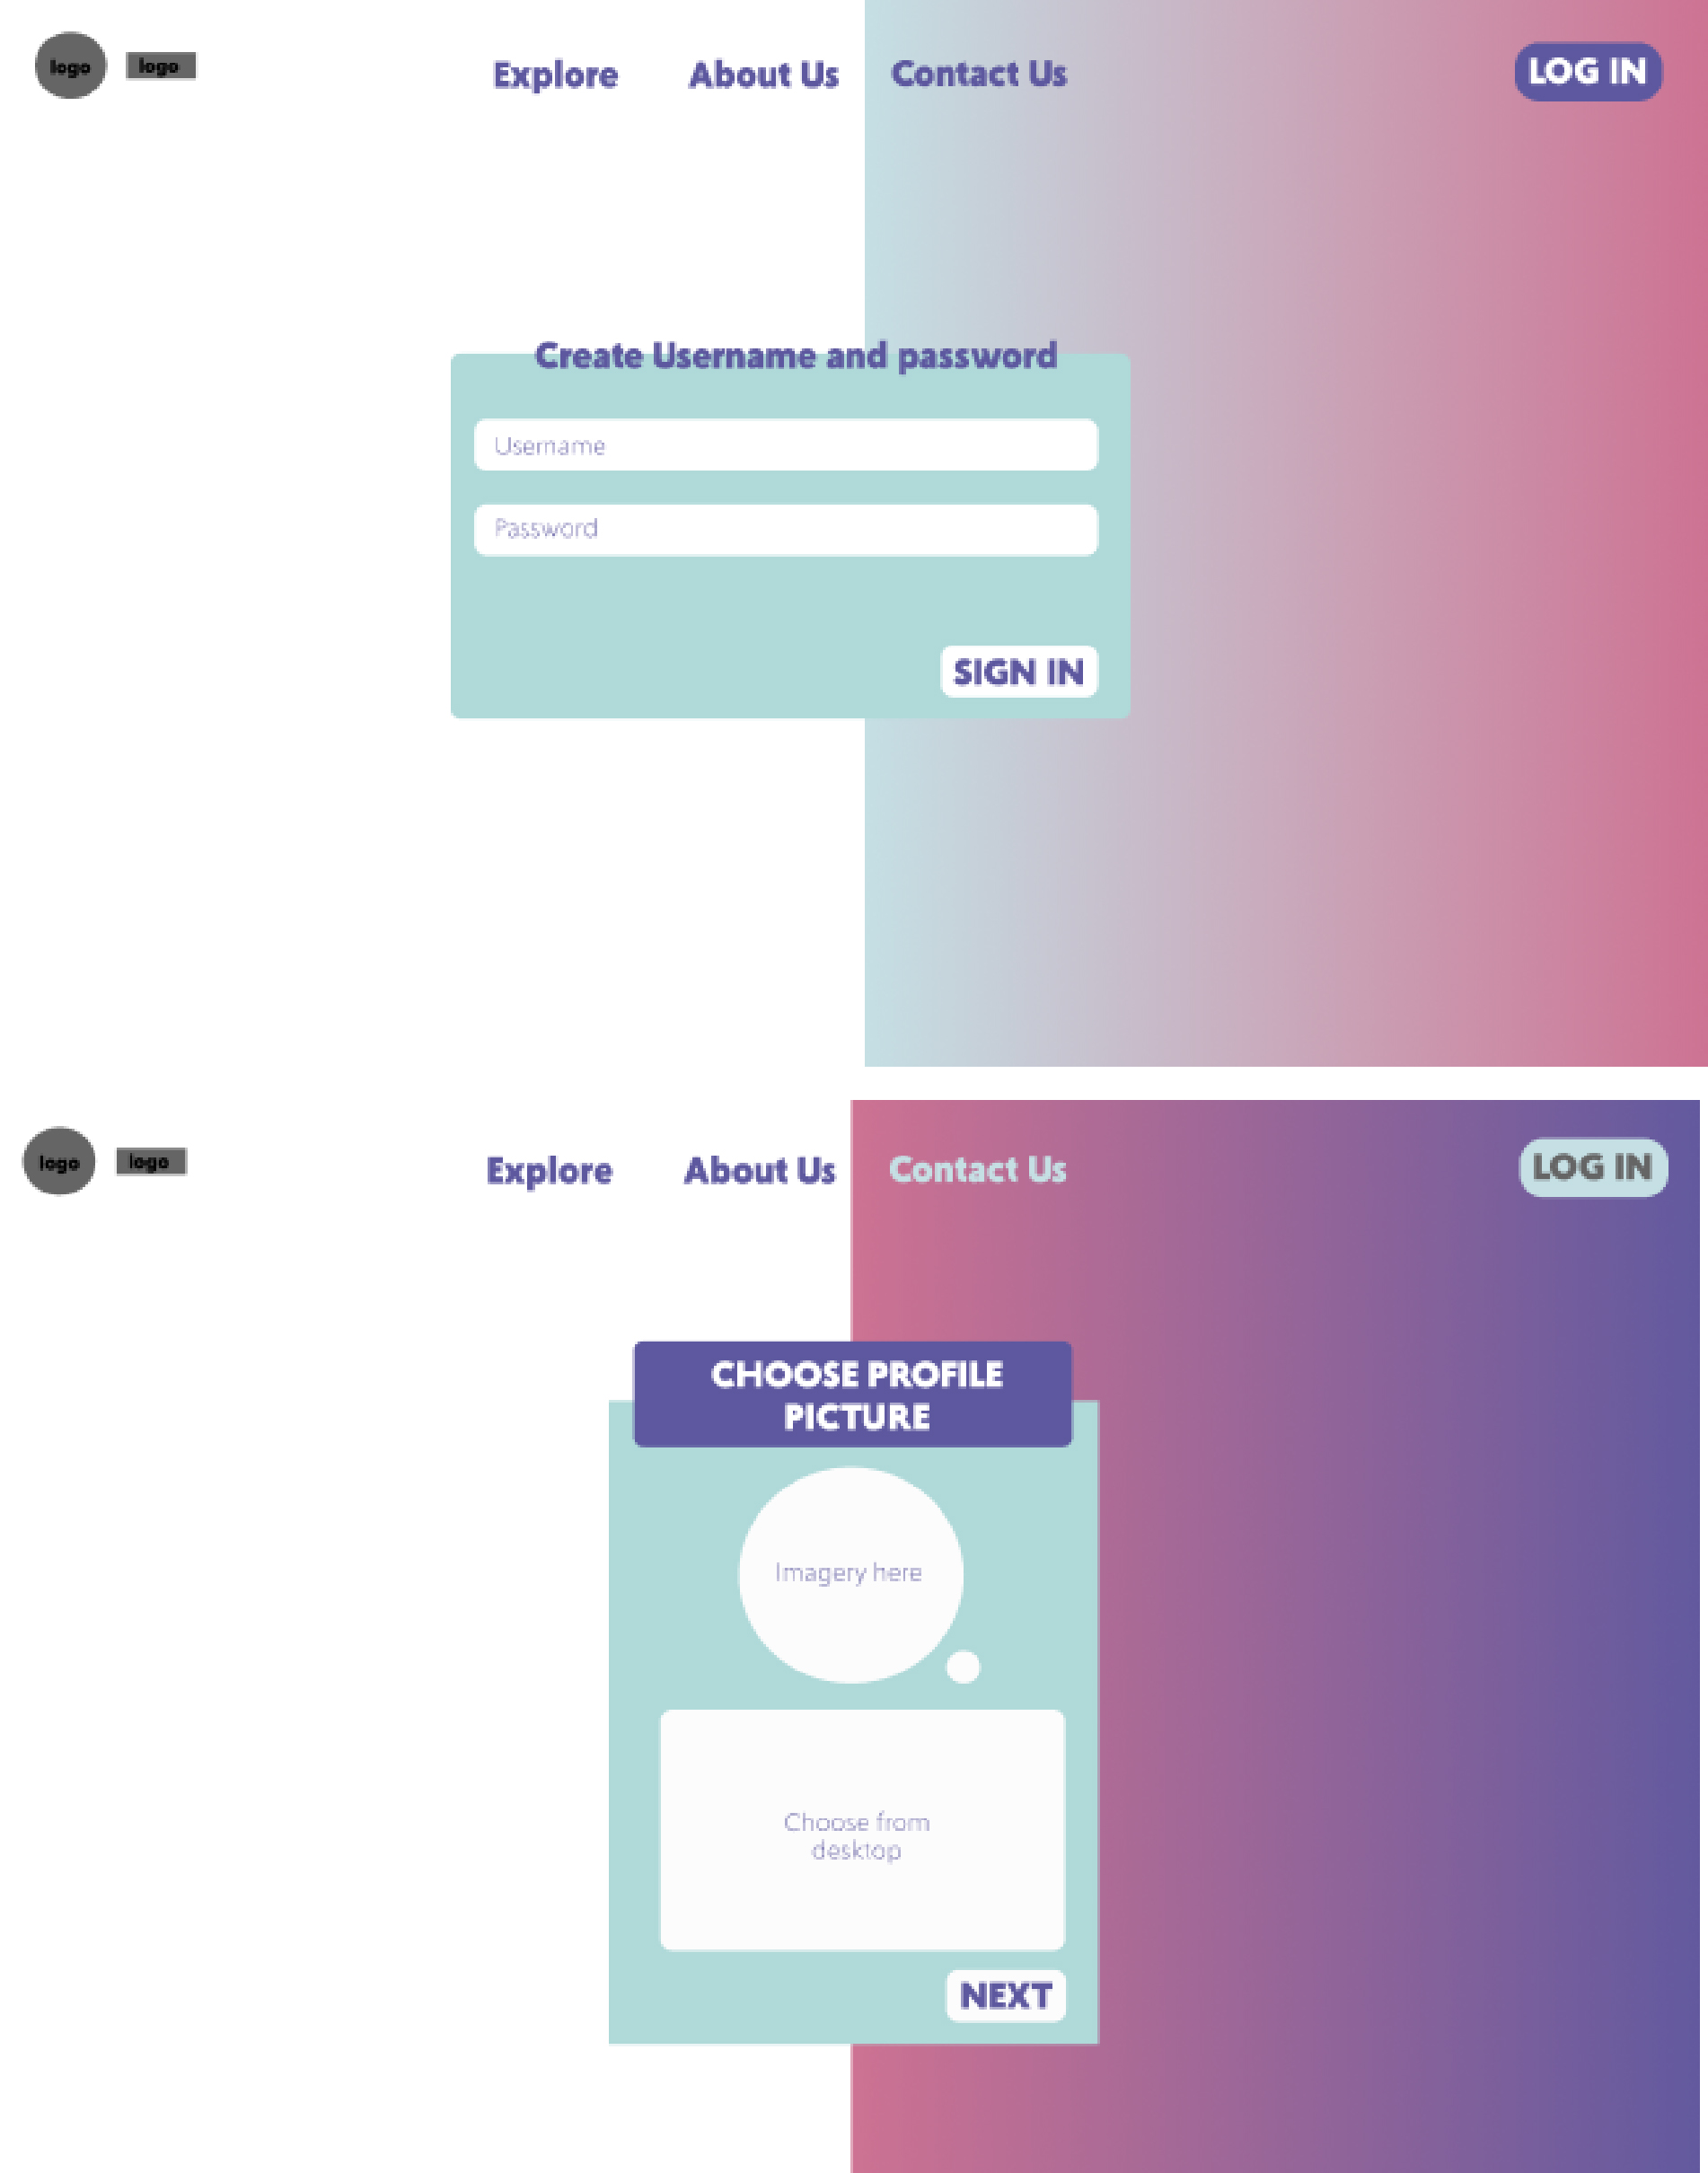 logo logo Explore About Us Contact Us LOG IN
Create Username and password
Username
Password
SIGN IN
logo logo Explore About Us Contact Us LOG IN
CHOOSE PROFILE
PICTURE
Imagery here
Choose from
desktop
NEXT